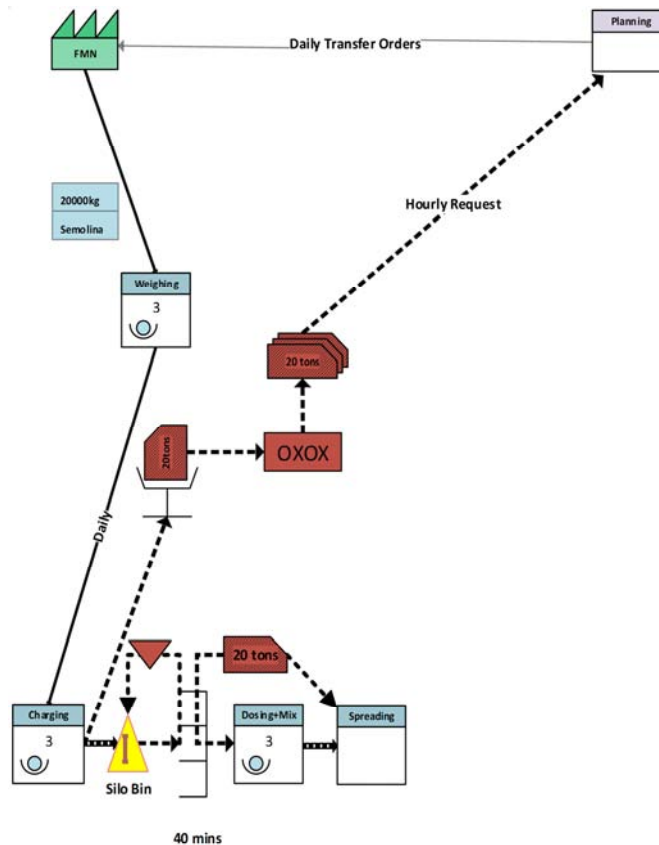 Planning
Daily Transfer Orders
FMN
20000kg
Semolina
Hourly Request
Weighing
3
20 tons
20tons
OXOX
Daily
20 tons
Charging
3
Dosing+Mix
3
Spreading
I
Silo Bin
40 mins